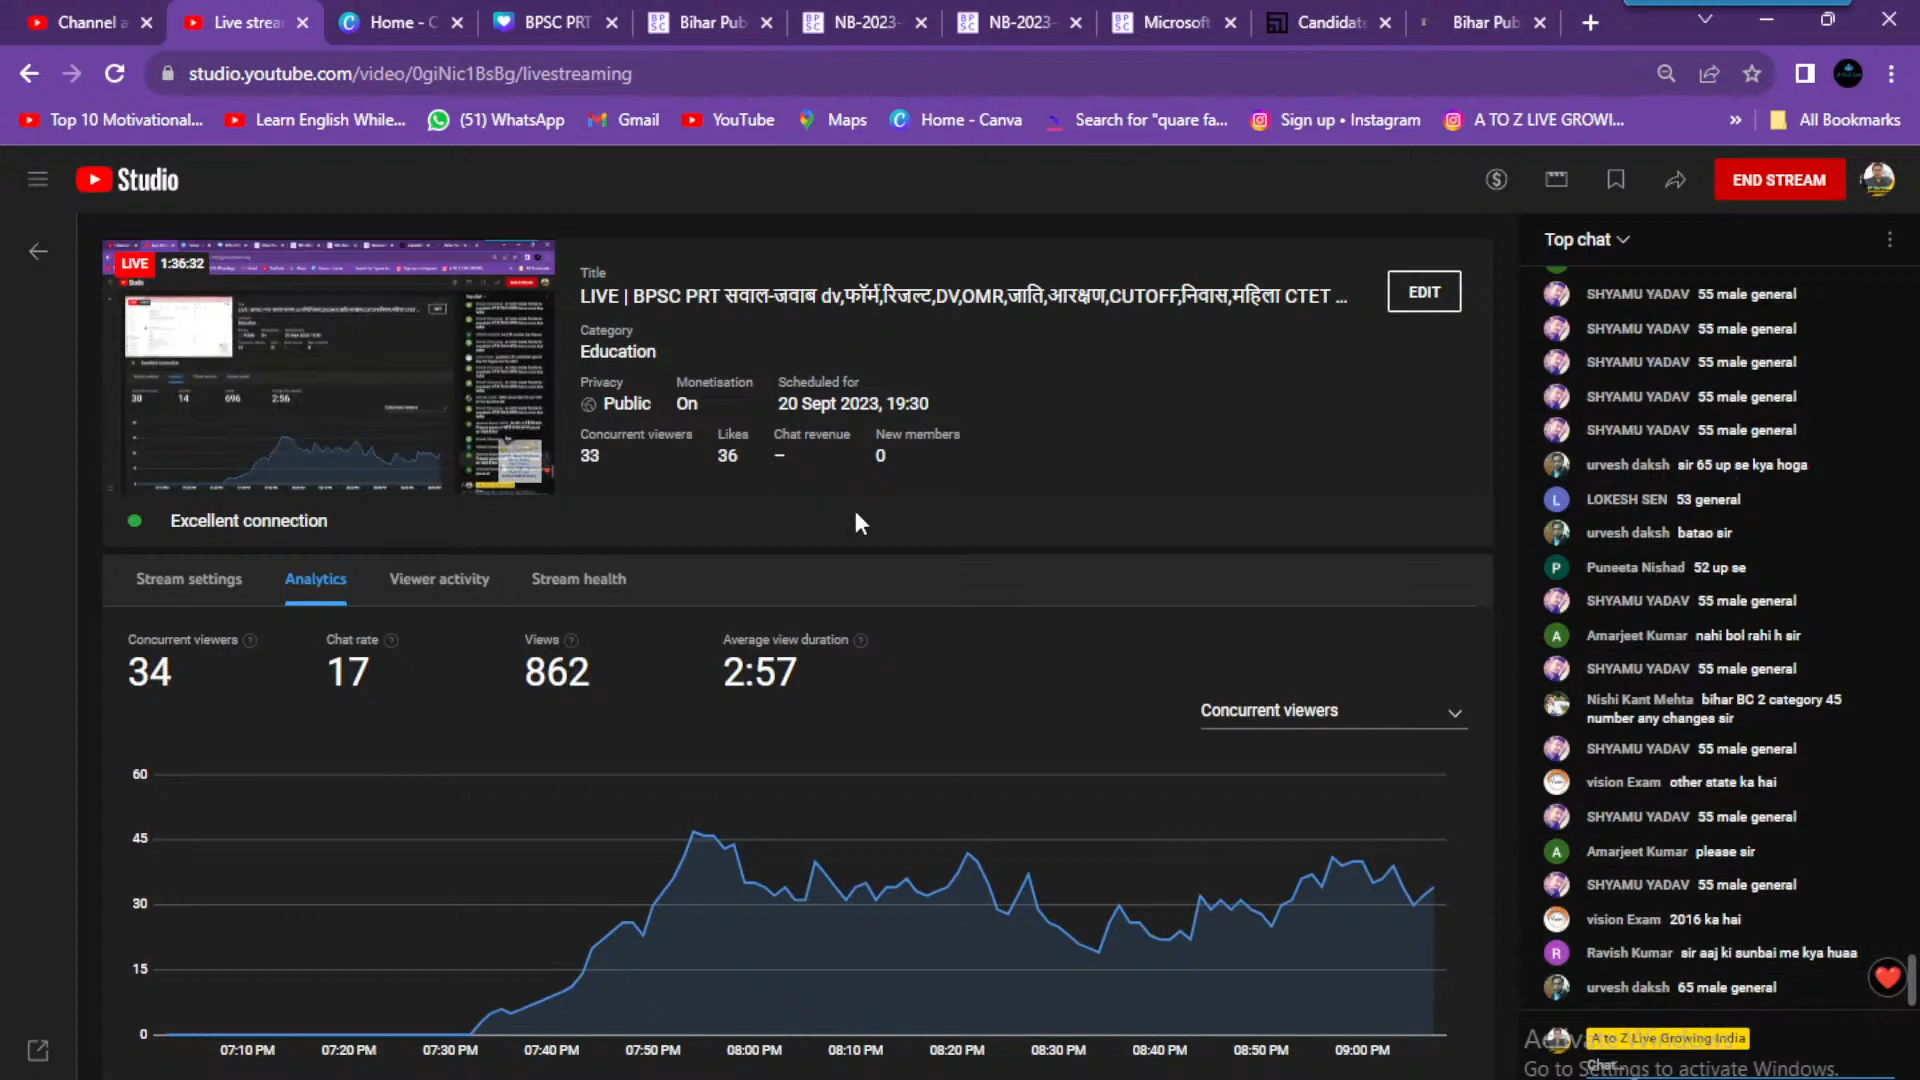 Channel a
Live strea
Home - C
BPSC PRT
Bihar Pub
NB-2023-
NB-2023-
Microsoft
Candidat
Bihar Pub
studio.youtube.com/video/0giNic1BsBg/livestreaming
Top 10 Motivational...
Learn English While...
(51) WhatsApp
Gmail
YouTube
Maps
Home - Canva
Search for "quare fa...
Sign up • Instagram
A TO Z LIVE GROWI...
»
All Bookmarks
Studio
END STREAM
LIVE 1:36:32
Title
LIVE | BPSC PRT सवाल-जवाब dv,फॉर्म,रिजल्ट,DV,OMR,जाति,आरक्षण,CUTOFF,निवास,महिला CTET ...
EDIT
Category
Education
Privacy Monetisation Scheduled for
Public On 20 Sept 2023, 19:30
Concurrent viewers Likes Chat revenue New members
33 36 – 0
30 14 696 2:56
Excellent connection
Stream settings Analytics Viewer activity Stream health
Concurrent viewers Chat rate Views Average view duration
34 17 862 2:57
Concurrent viewers
60
45
30
15
0
07:10 PM 07:20 PM 07:30 PM 07:40 PM 07:50 PM 08:00 PM 08:10 PM 08:20 PM 08:30 PM 08:40 PM 08:50 PM 09:00 PM
Top chat
SHYAMU YADAV 55 male general
SHYAMU YADAV 55 male general
SHYAMU YADAV 55 male general
SHYAMU YADAV 55 male general
SHYAMU YADAV 55 male general
urvesh daksh sir 65 up se kya hoga
L LOKESH SEN 53 general
urvesh daksh batao sir
P Puneeta Nishad 52 up se
SHYAMU YADAV 55 male general
A Amarjeet Kumar nahi bol rahi h sir
SHYAMU YADAV 55 male general
Nishi Kant Mehta bihar BC 2 category 45
number any changes sir
SHYAMU YADAV 55 male general
vision Exam other state ka hai
SHYAMU YADAV 55 male general
A Amarjeet Kumar please sir
SHYAMU YADAV 55 male general
vision Exam 2016 ka hai
R Ravish Kumar sir aaj ki sunbai me kya huaa
urvesh daksh 65 male general
A to Z Live Growing India
Chat...
Activate Windows
Go to Settings to activate Windows.